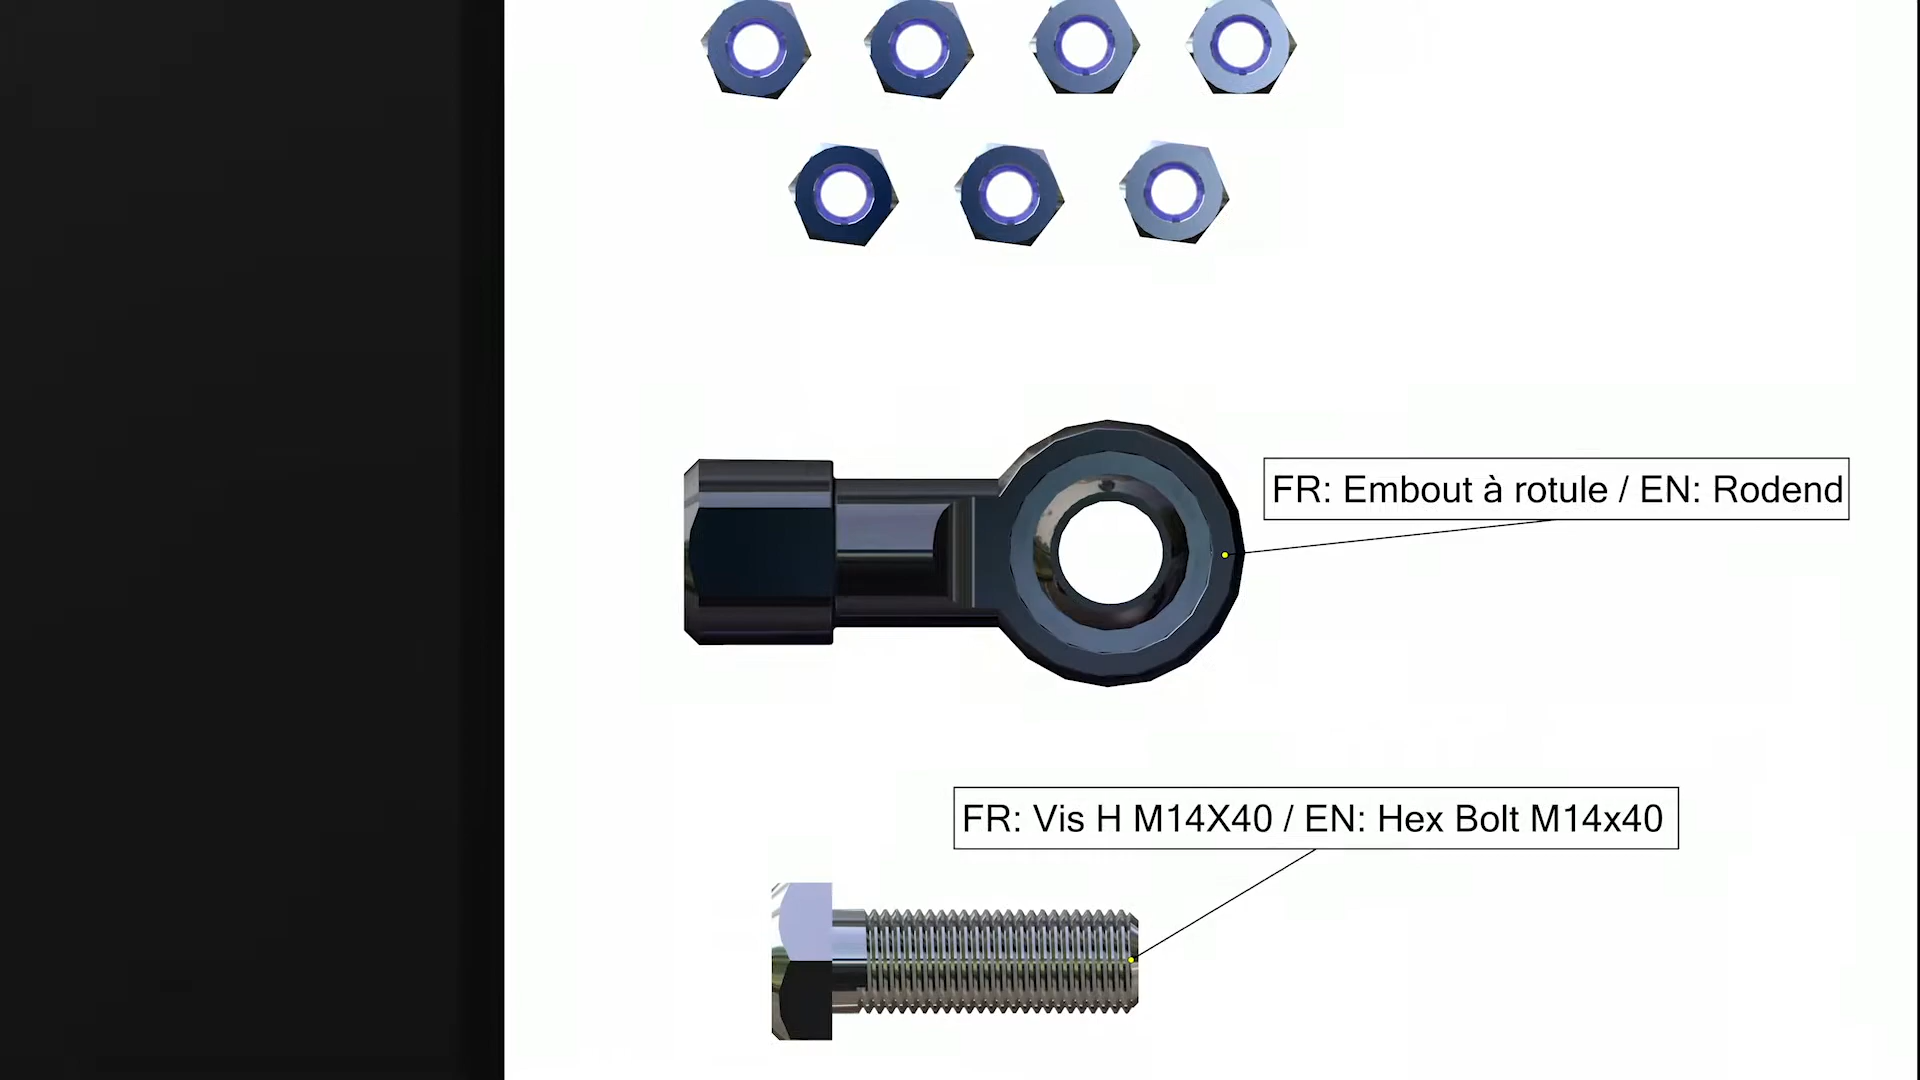 FR: Embout à rotule / EN: Rodend
FR: Vis H M14X40 / EN: Hex Bolt M14x40